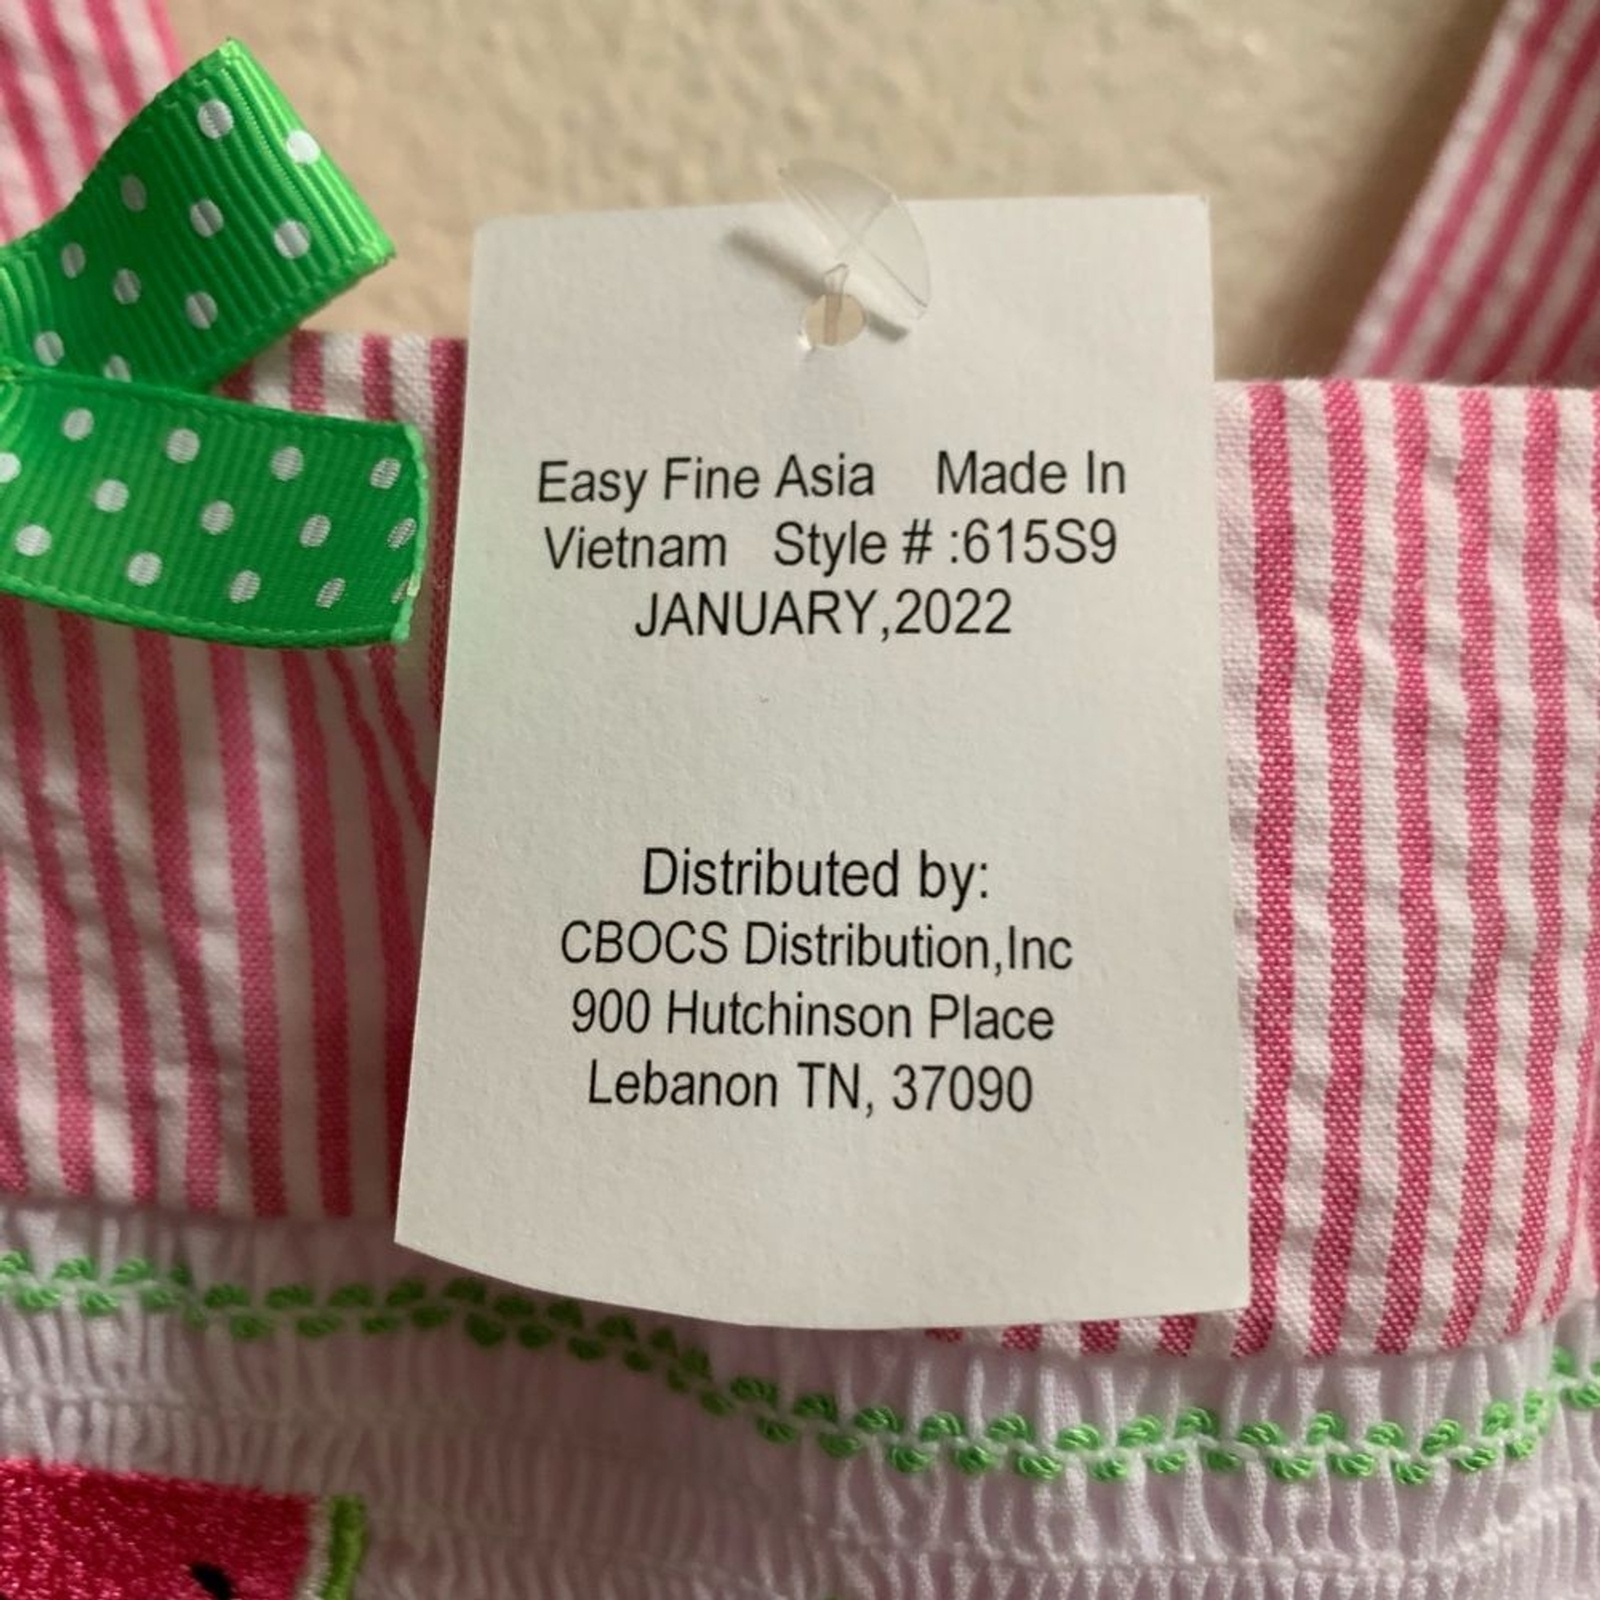 Easy Fine Asia Made In
Vietnam Style # :615S9
JANUARY,2022
Distributed by:
CBOCS Distribution,Inc
900 Hutchinson Place
Lebanon TN, 37090